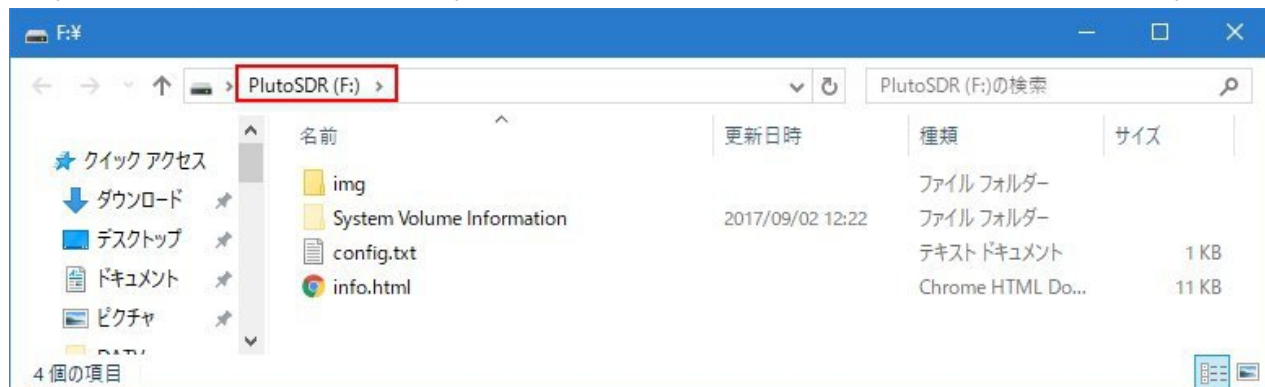 F:¥
PlutoSDR (F:)
PlutoSDR (F:)の検索
名前 更新日時 種類 サイズ
クイック アクセス
ダウンロード
デスクトップ
ドキュメント
ピクチャ
img ファイル フォルダー
System Volume Information 2017/09/02 12:22 ファイル フォルダー
config.txt テキスト ドキュメント 1 KB
info.html Chrome HTML Do... 11 KB
4 個の項目